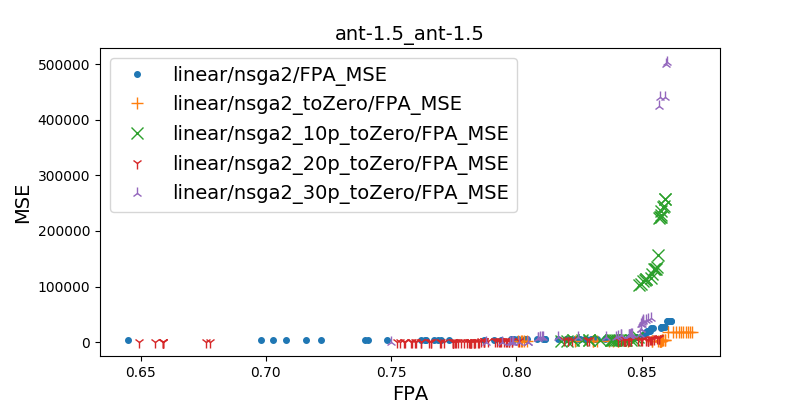 ant-1.5_ant-1.5
linear/nsga2/FPA_MSE
linear/nsga2_toZero/FPA_MSE
linear/nsga2_10p_toZero/FPA_MSE
linear/nsga2_20p_toZero/FPA_MSE
linear/nsga2_30p_toZero/FPA_MSE
MSE
500000
400000
300000
200000
100000
0
0.65 0.70 0.75 0.80 0.85
FPA